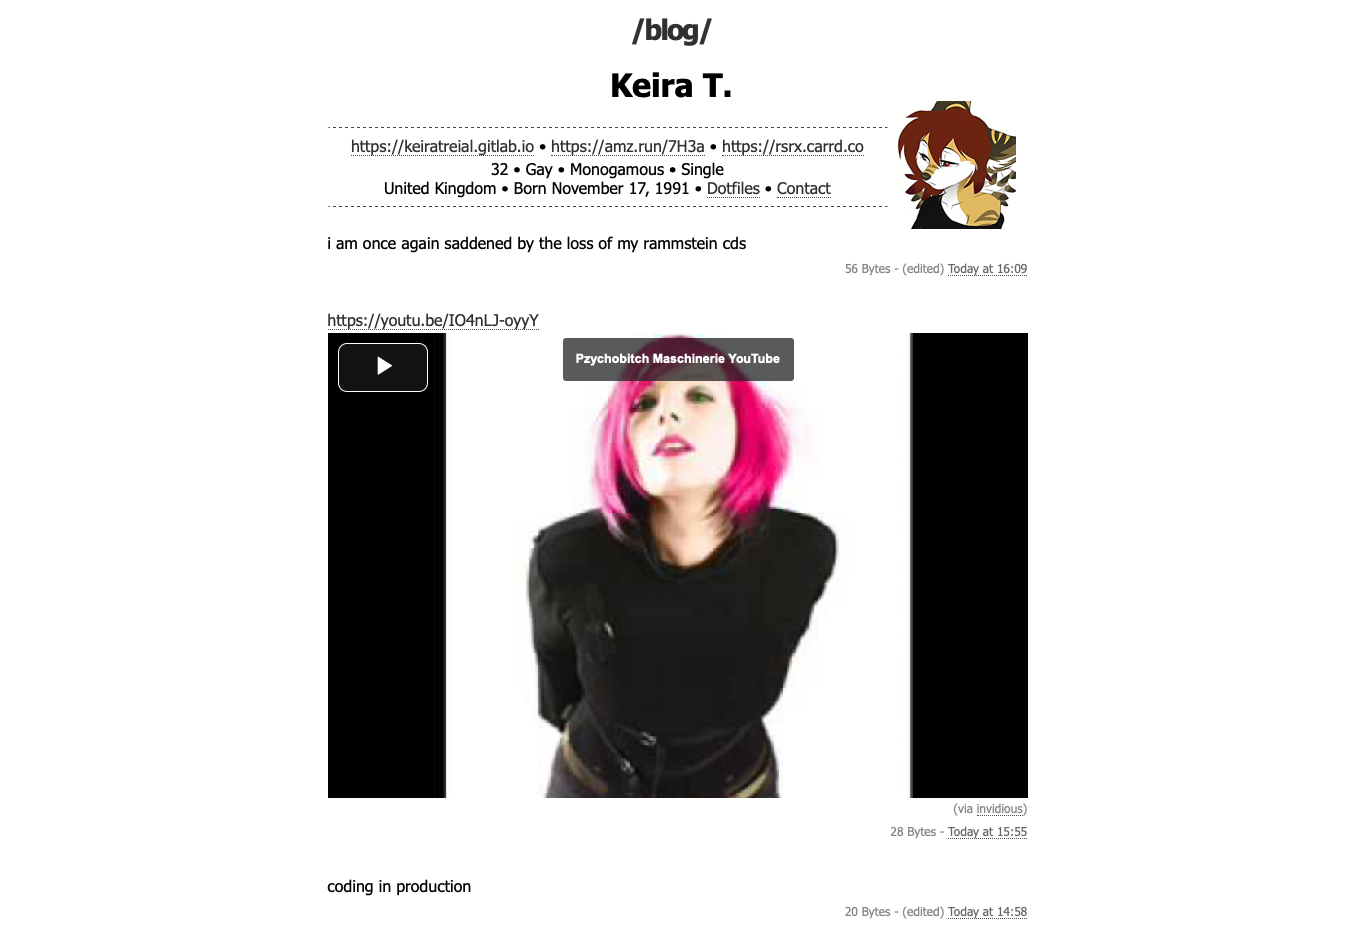 /blog/
Keira T.
https://keiratreial.gitlab.io • https://amz.run/7H3a • https://rsrx.carrd.co
32 • Gay • Monogamous • Single
United Kingdom • Born November 17, 1991 • Dotfiles • Contact
i am once again saddened by the loss of my rammstein cds
56 Bytes - (edited) Today at 16:09
https://youtu.be/IO4nLJ-oyyY
Pzychobitch Maschinerie YouTube
(via invidious)
28 Bytes - Today at 15:55
coding in production
20 Bytes - (edited) Today at 14:58